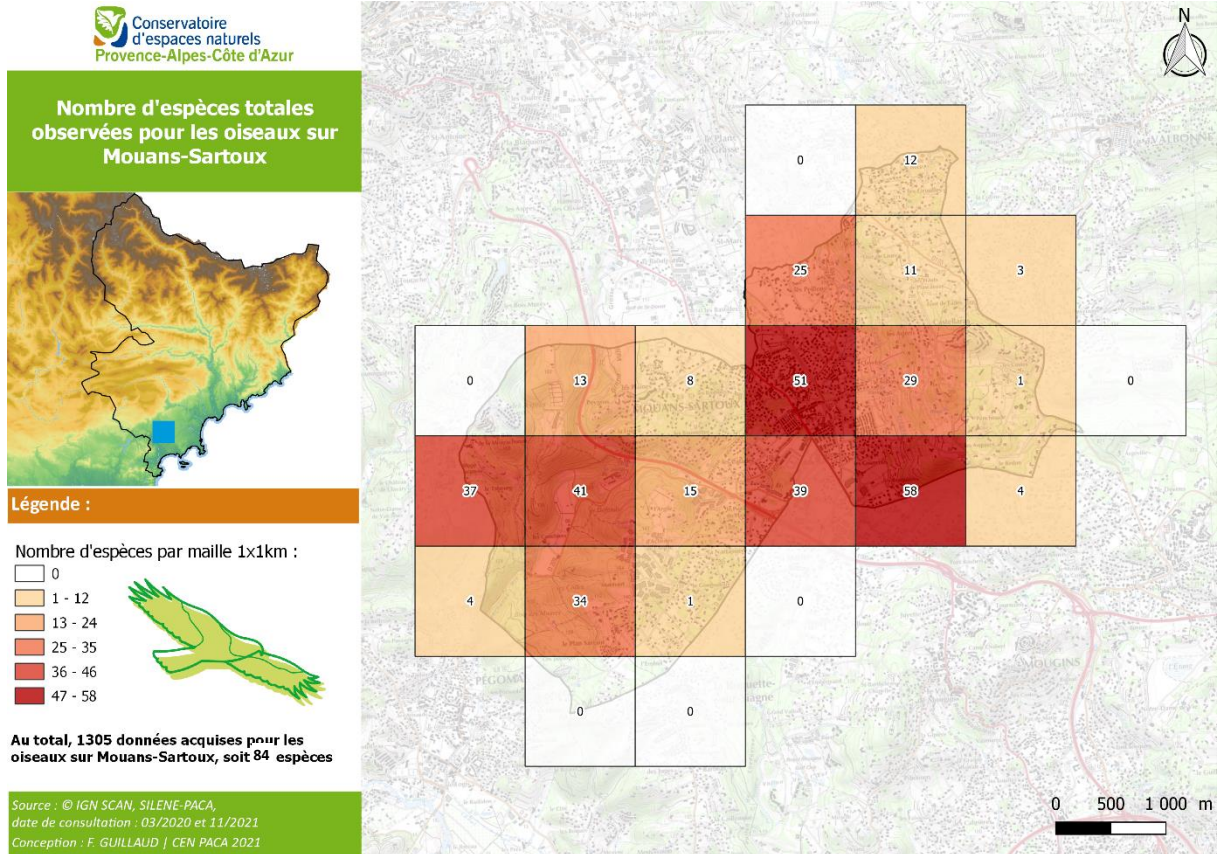 Conservatoire
d'espaces naturels
Provence-Alpes-Côte d'Azur
Nombre d'espèces totales
observées pour les oiseaux sur
Mouans-Sartoux
Légende :
Nombre d'espèces par maille 1x1km :
0
1 - 12
13 - 24
25 - 35
36 - 46
47 - 58
Au total, 1305 données acquises pour les
oiseaux sur Mouans-Sartoux, soit 84 espèces
Source : © IGN SCAN, SILENE-PACA,
date de consultation : 03/2020 et 11/2021
Conception : F. GUILLAUD | CEN PACA 2021
N
0 12
25 11 3
0 13 8 51 29 1 0
MOUANS-SARTOUX
37 41 15 39 58 4
4 34 1 0
MOUGINS
0 0
0 500 1 000 m